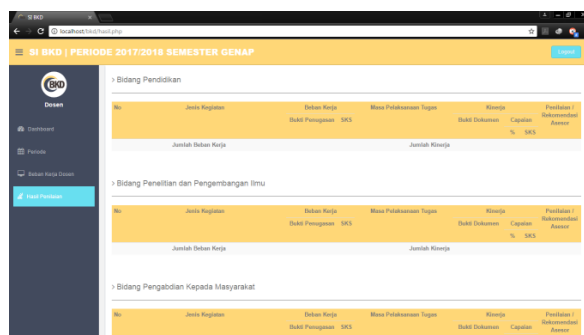 SI BKD
localhost/bkd/hasil.php
SI BKD | PERIODE 2017/2018 SEMESTER GENAP
Logout
BKD
Dosen
Dashboard
Periode
Beban Kerja Dosen
Hasil Penilaian
> Bidang Pendidikan
No Jenis Kegiatan Beban Kerja Masa Pelaksanaan Tugas Kinerja Penilaian / Rekomendasi Asesor
Bukti Penugasan SKS Bukti Dokumen Capaian
% SKS
Jumlah Beban Kerja Jumlah Kinerja
> Bidang Penelitian dan Pengembangan Ilmu
No Jenis Kegiatan Beban Kerja Masa Pelaksanaan Tugas Kinerja Penilaian / Rekomendasi Asesor
Bukti Penugasan SKS Bukti Dokumen Capaian
% SKS
Jumlah Beban Kerja Jumlah Kinerja
> Bidang Pengabdian Kepada Masyarakat
No Jenis Kegiatan Beban Kerja Masa Pelaksanaan Tugas Kinerja Penilaian / Rekomendasi Asesor
Bukti Penugasan SKS Bukti Dokumen Capaian